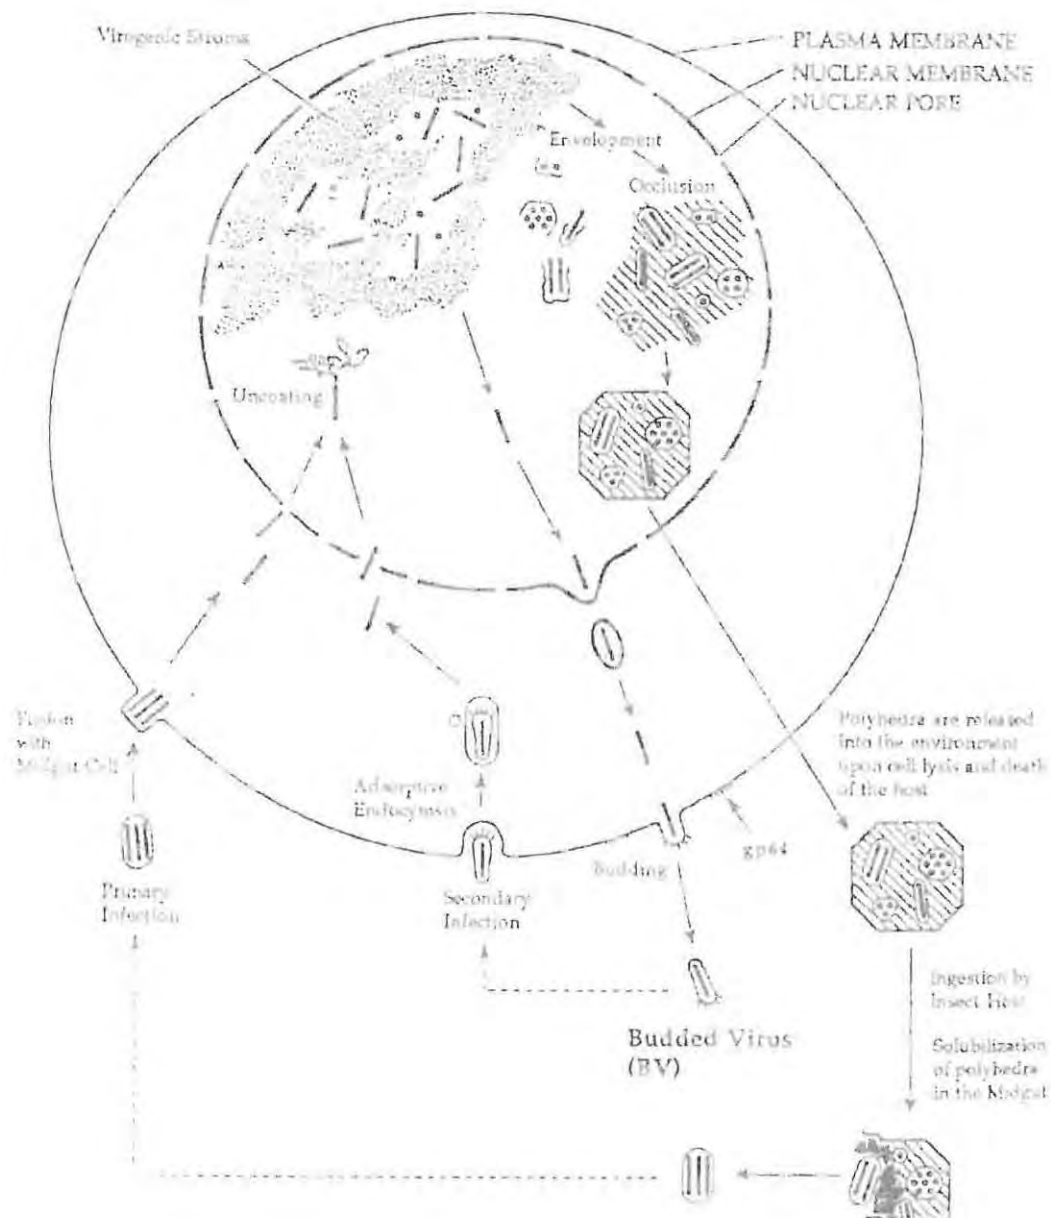 Virogenic Stroma
PLASMA MEMBRANE
NUCLEAR MEMBRANE
NUCLEAR PORE
Envelopment
Occlusion
Uncoating
Fusion
with
Midgut Cell
Adsorptive
Endocytosis
Polyhedra are released
into the environment
upon cell lysis and death
of the host
gp64
Budding
Primary
Infection
Secondary
Infection
Ingestion by
Insect Host
Budded Virus
(BV)
Solubilization
of polyhedra
in the Midgut